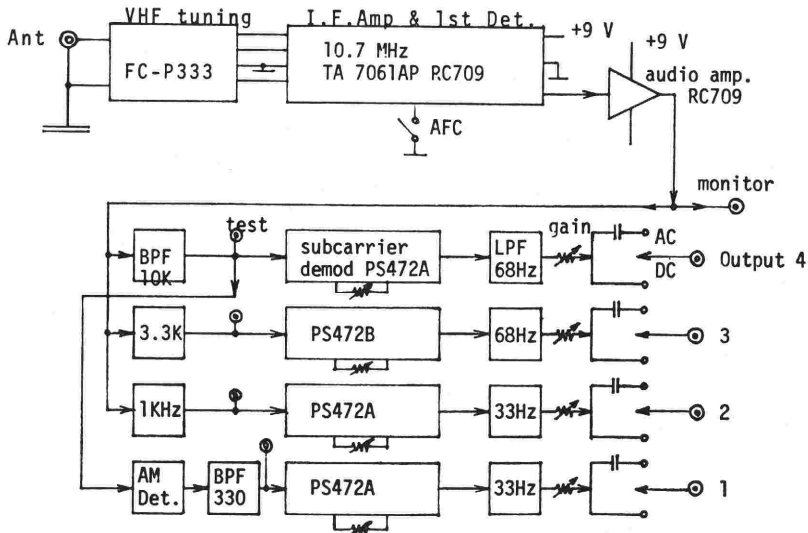 VHF tuning
I.F.Amp & 1st Det.
Ant
FC-P333
10.7 MHz
TA 7061AP RC709
+9 V
+9 V
audio amp.
RC709
AFC
monitor
test
BPF
10K
subcarrier
demod PS472A
LPF
68Hz
gain
AC
DC
Output 4
3.3K
PS472B
68Hz
3
1KHz
PS472A
33Hz
2
AM
Det.
BPF
330
PS472A
33Hz
1